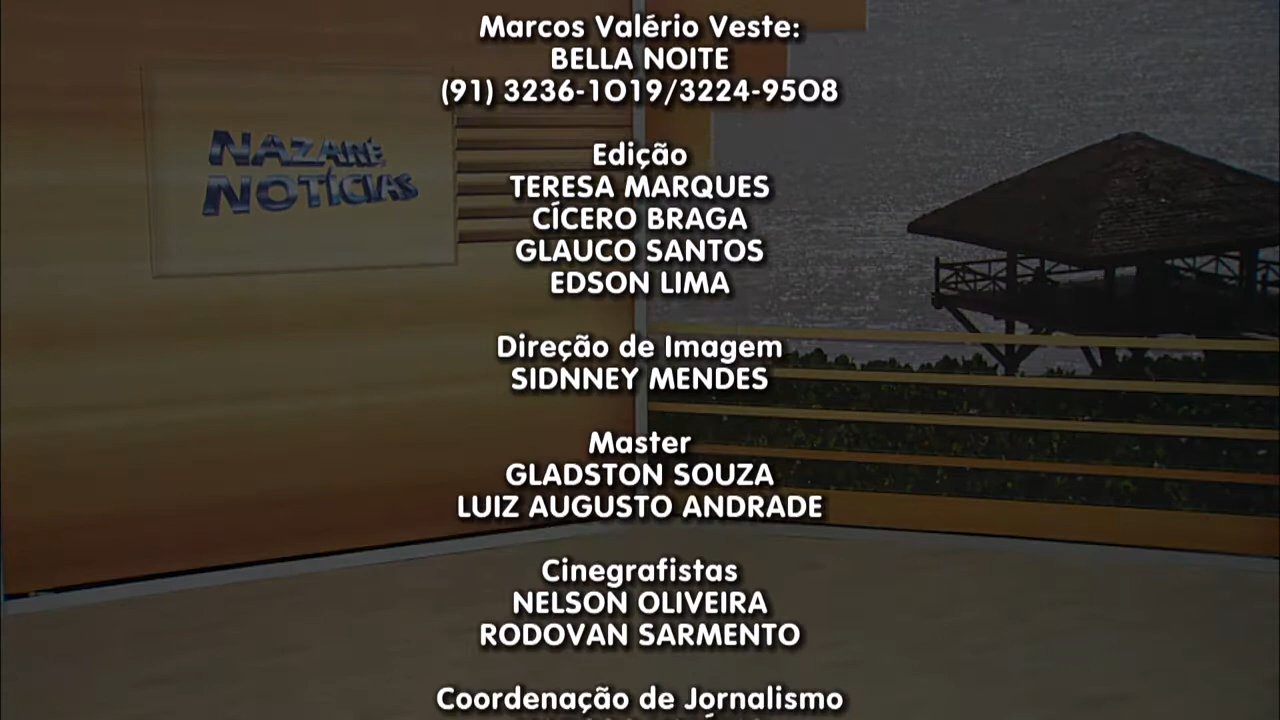 Marcos Valério Veste:
BELLA NOITE
(91) 3236-1019/3224-9508
NAZARÉ
NOTÍCIAS
Edição
TERESA MARQUES
CÍCERO BRAGA
GLAUCO SANTOS
EDSON LIMA
Direção de Imagem
SIDNNEY MENDES
Master
GLADSTON SOUZA
LUIZ AUGUSTO ANDRADE
Cinegrafistas
NELSON OLIVEIRA
RODOVAN SARMENTO
Coordenação de Jornalismo